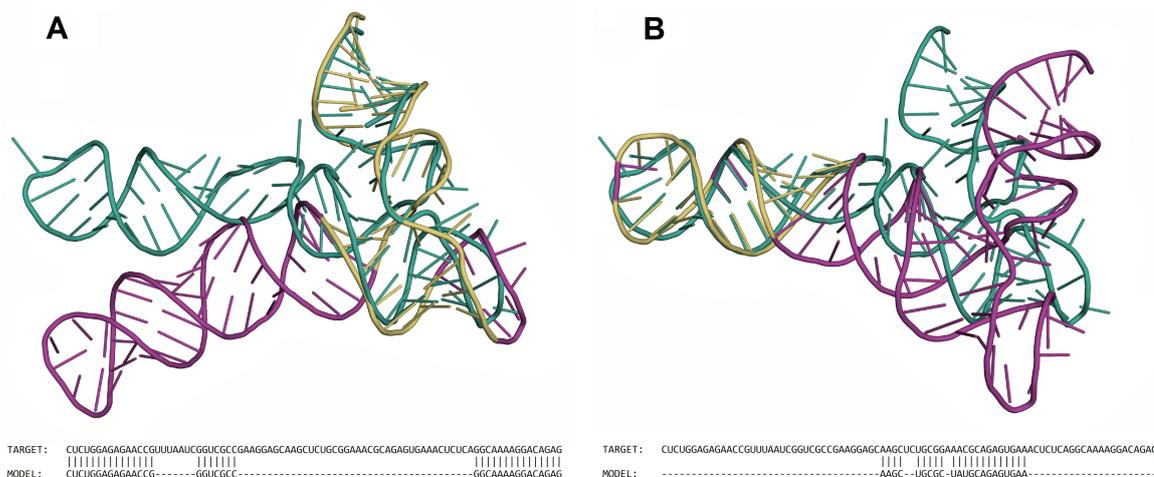 A
B
TARGET: CUCUGGAGAGAACCGUUUAAUCGGUCGCCGAAGGAGCAAGCUCUGCGGAAACGCAGAGUGAAACUCUCAGGCAAAAGGACAGAG
MODEL: CUCUGGAGAGAACCG-------GGUCGCC----------------------------------------GGCAAAAGGACAGAG
TARGET: CUCUGGAGAGAACCGUUUAAUCGGUCGCCGAAGGAGCAAGCUCUGCGGAAACGCAGAGUGAAACUCUCAGGCAAAAGGACAGAG
MODEL: -------------------------------------AAGC--UGCGC-UAUGCAGAGUGAA----------------------